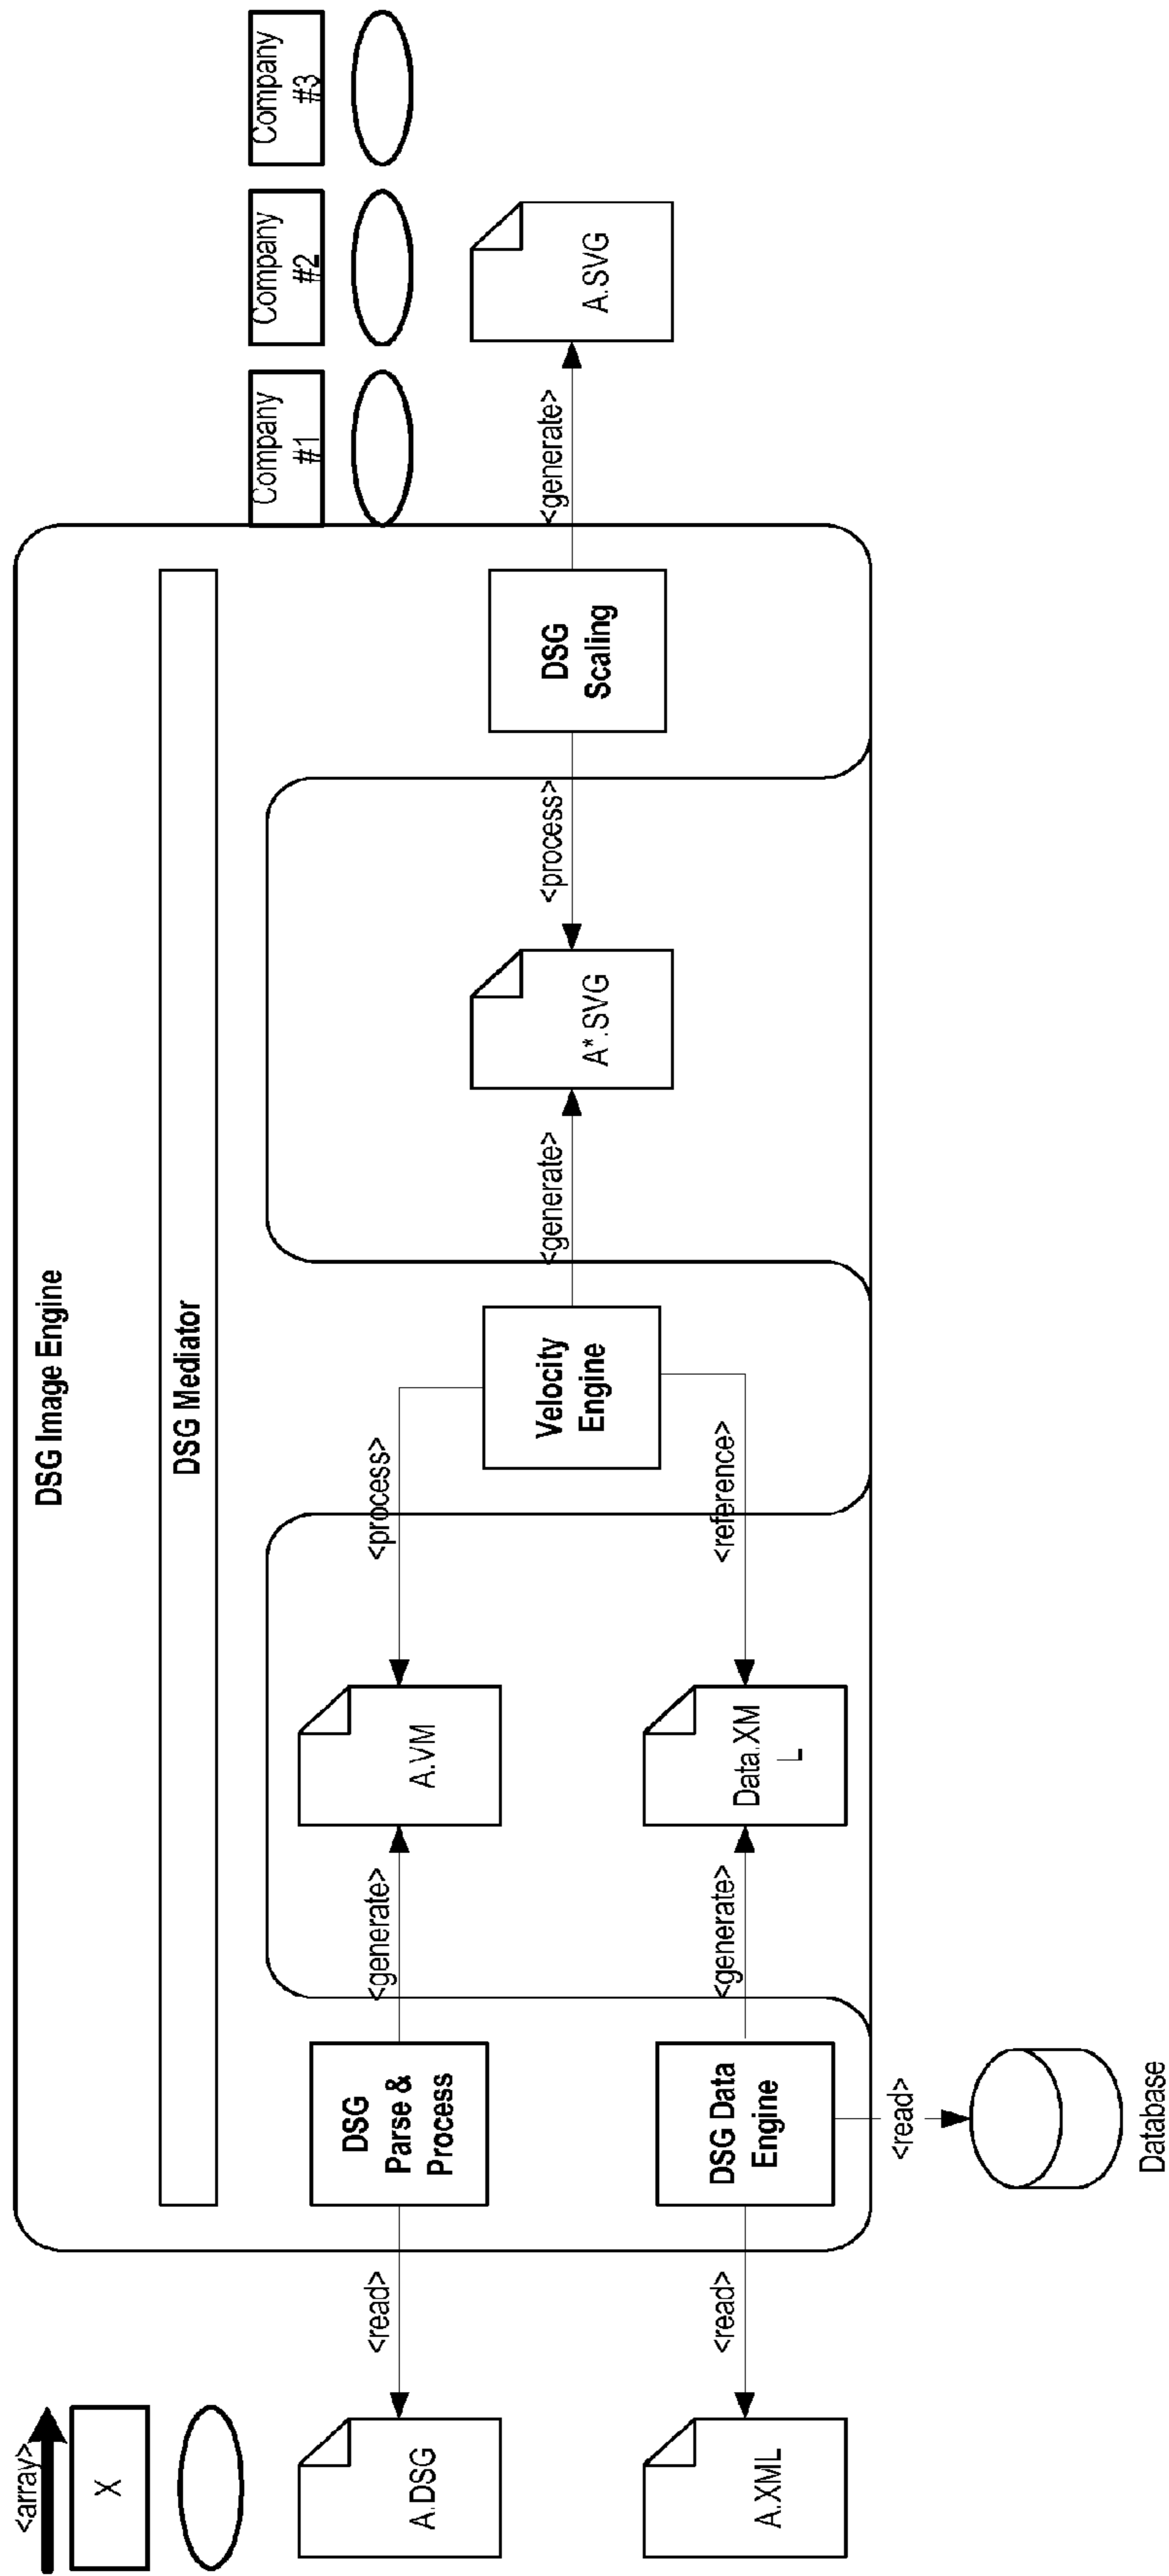 <array>
X
A.DSG
A.XML
<read>
<read>
DSG Image Engine
DSG Mediator
DSG
Parse &
Process
DSG Data
Engine
<read>
Database
<generate>
<generate>
A.VM
Data.XM
L
<process>
<reference>
Velocity
Engine
<generate>
A*.SVG
<process>
DSG
Scaling
<generate>
A.SVG
Company
#1
Company
#2
Company
#3